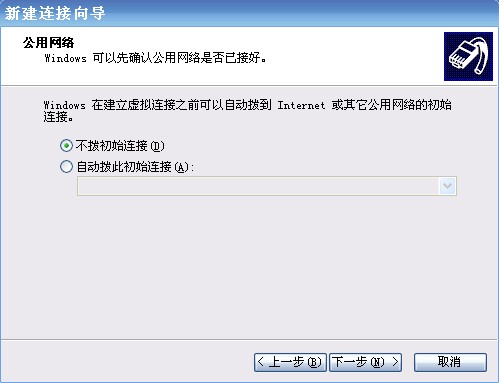 新建连接向导
公用网络
Windows 可以先确认公用网络是否已接好。
Windows 在建立虚拟连接之前可以自动拨到 Internet 或其它公用网络的初始
连接。
不拨初始连接(D)
自动拨此初始连接(A):
< 上一步(B) 下一步(N) > 取消